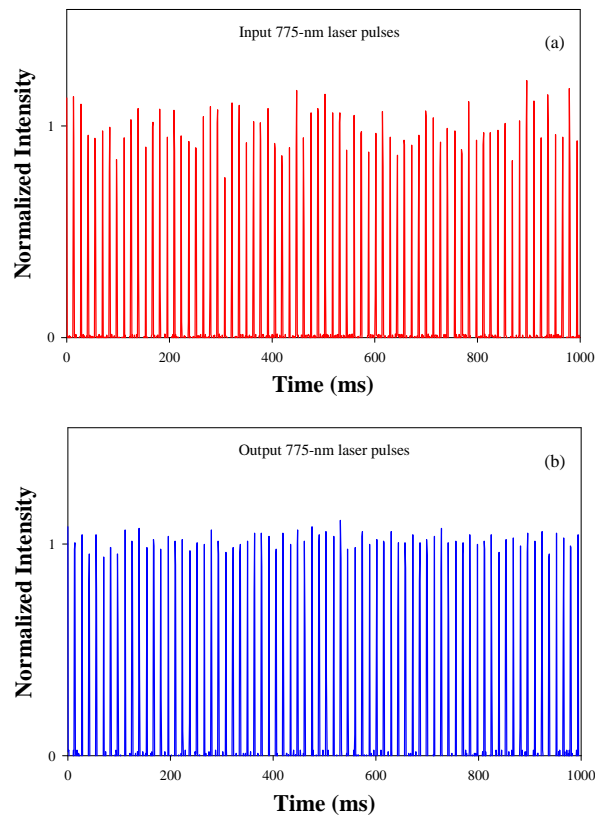 Input 775-nm laser pulses
(a)
Normalized Intensity
1
0
0 200 400 600 800 1000
Time (ms)
Output 775-nm laser pulses
(b)
Normalized Intensity
1
0
0 200 400 600 800 1000
Time (ms)